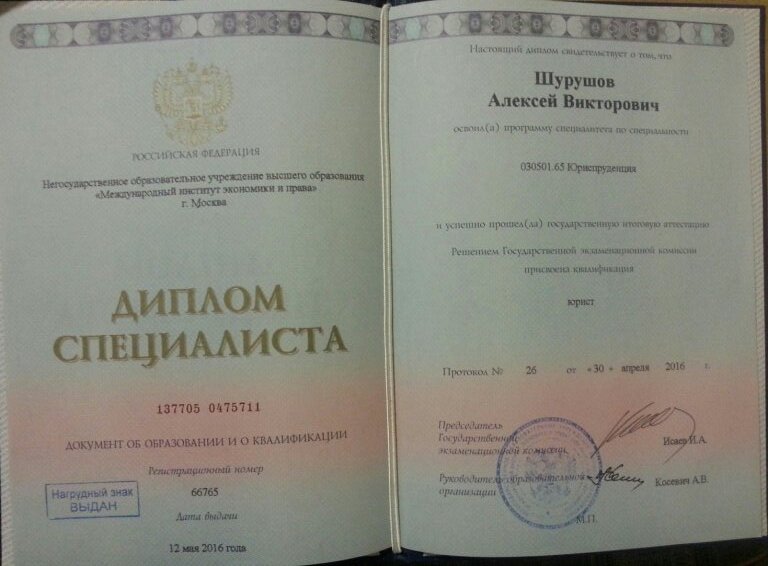 РОССИЙСКАЯ ФЕДЕРАЦИЯ
Негосударственное образовательное учреждение высшего образования
«Международный институт экономики и права»
г. Москва
ДИПЛОМ
СПЕЦИАЛИСТА
137705 0475711
ДОКУМЕНТ ОБ ОБРАЗОВАНИИ И О КВАЛИФИКАЦИИ
Регистрационный номер
66765
Нагрудный знак
ВЫДАН
Дата выдачи
12 мая 2016 года
Настоящий диплом свидетельствует о том, что
Шурушов
Алексей Викторович
освоил(а) программу специалитета по специальности
030501.65 Юриспруденция
и успешно прошел(ла) государственную итоговую аттестацию
Решением Государственной экзаменационной комиссии
присвоена квалификация
юрист
Протокол № 26 от «30» апреля 2016 г.
Председатель
Государственной
экзаменационной комиссии
Исаев И.А.
Руководитель образовательной
организации
Косевич А.В.
М.П.